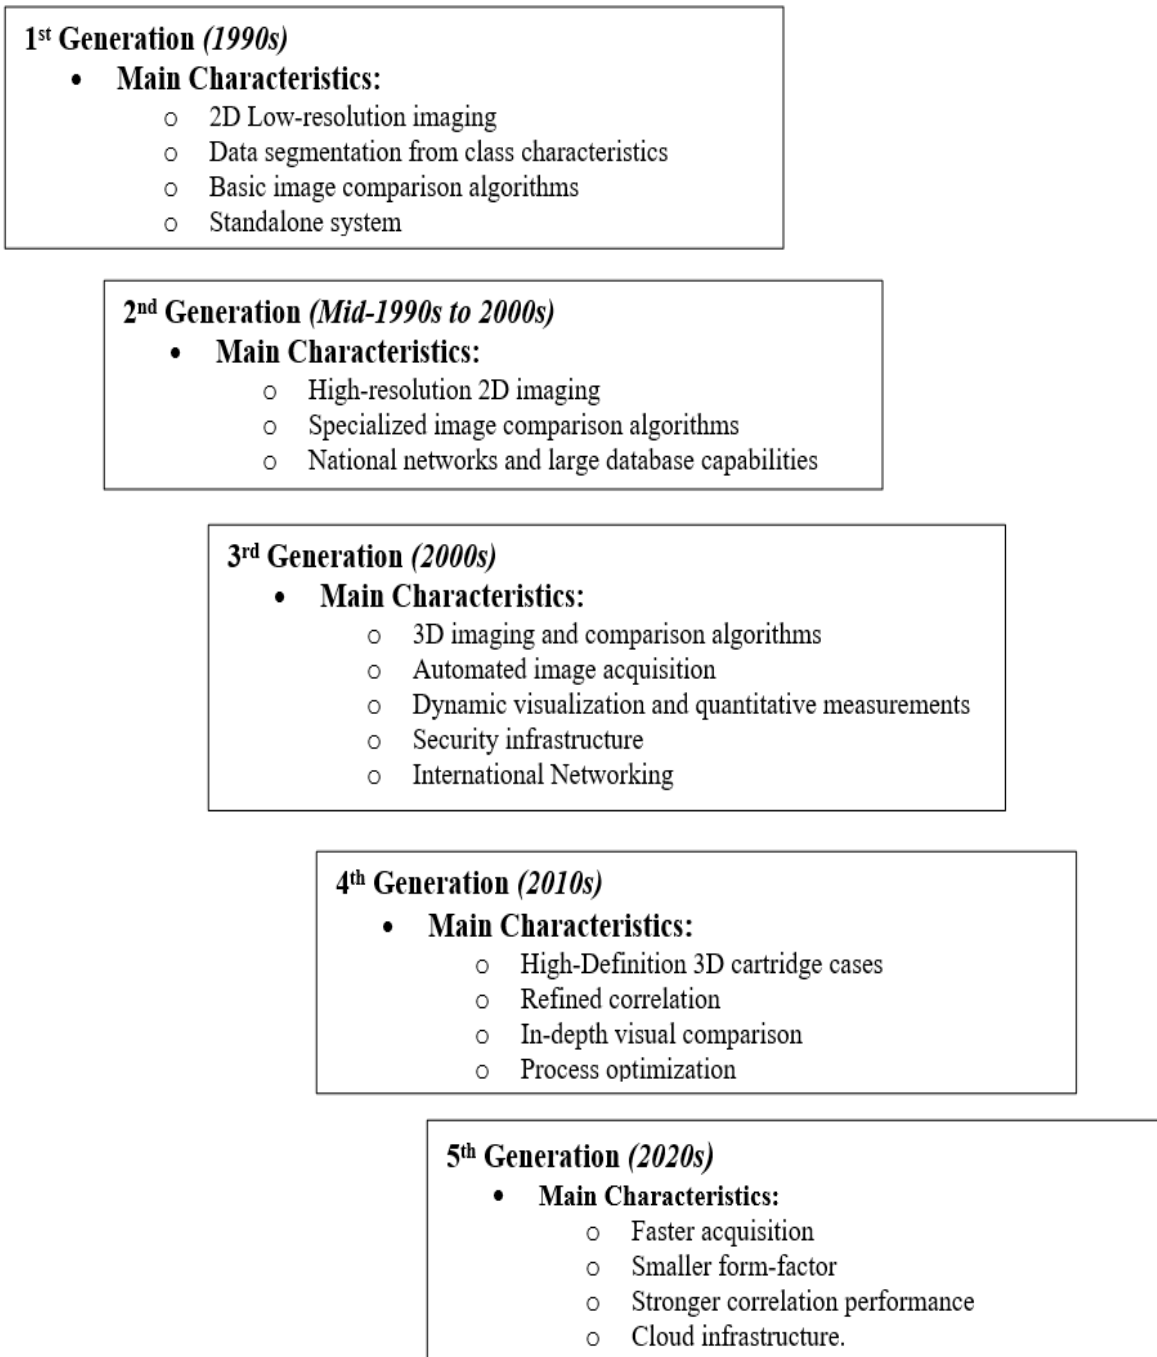 1st Generation (1990s)
• Main Characteristics:
o 2D Low-resolution imaging
o Data segmentation from class characteristics
o Basic image comparison algorithms
o Standalone system
2nd Generation (Mid-1990s to 2000s)
• Main Characteristics:
o High-resolution 2D imaging
o Specialized image comparison algorithms
o National networks and large database capabilities
3rd Generation (2000s)
• Main Characteristics:
o 3D imaging and comparison algorithms
o Automated image acquisition
o Dynamic visualization and quantitative measurements
o Security infrastructure
o International Networking
4th Generation (2010s)
• Main Characteristics:
o High-Definition 3D cartridge cases
o Refined correlation
o In-depth visual comparison
o Process optimization
5th Generation (2020s)
• Main Characteristics:
o Faster acquisition
o Smaller form-factor
o Stronger correlation performance
o Cloud infrastructure.